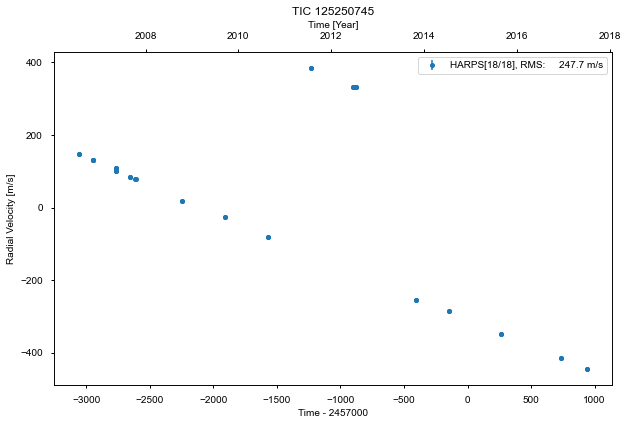 TIC 125250745
Time [Year]
2008 2010 2012 2014 2016 2018
HARPS[18/18], RMS: 247.7 m/s
Radial Velocity [m/s]
400
200
0
−200
−400
−3000 −2500 −2000 −1500 −1000 −500 0 500 1000
Time - 2457000